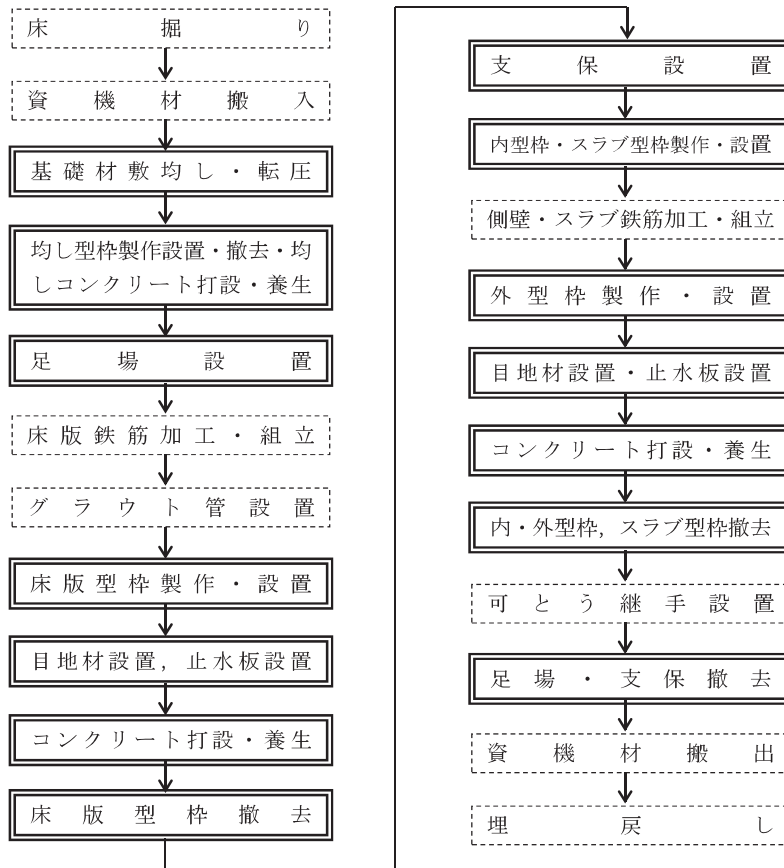 床掘り
資機材搬入
基礎材敷均し・転圧
均し型枠製作設置・撤去・均
しコンクリート打設・養生
足場設置
床版鉄筋加工・組立
グラウト管設置
床版型枠製作・設置
目地材設置，止水板設置
コンクリート打設・養生
床版型枠撤去
支保設置
内型枠・スラブ型枠製作・設置
側壁・スラブ鉄筋加工・組立
外型枠製作・設置
目地材設置・止水板設置
コンクリート打設・養生
内・外型枠，スラブ型枠撤去
可とう継手設置
足場・支保撤去
資機材搬出
埋戻し